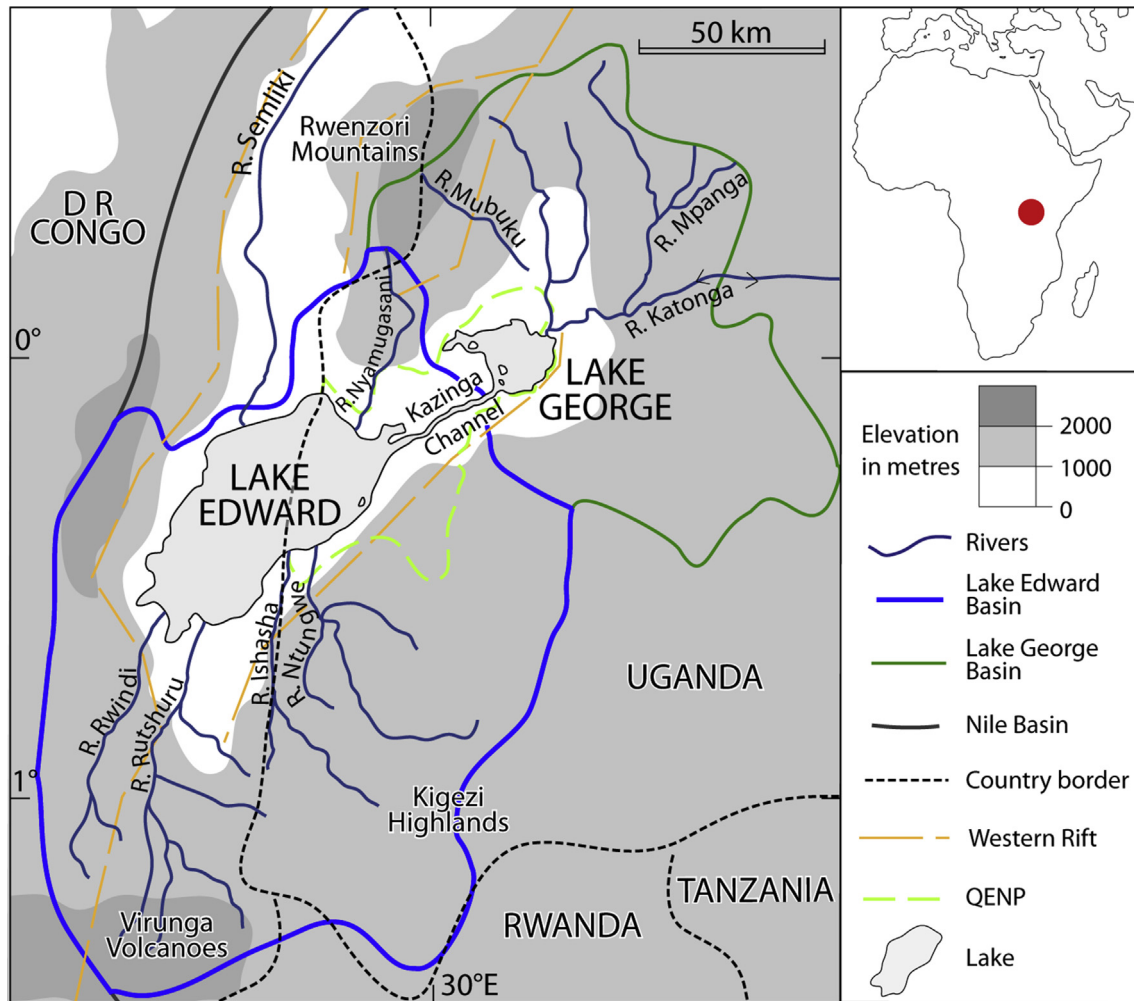 50 km
R. Semliki
Rwenzori
Mountains
D R
CONGO
R.Mubuku
R. Mpanga
R. Katonga
R.Nyamugasani
0°
Kazinga
Channel
LAKE
GEORGE
LAKE
EDWARD
R. Ishasha
R. Ntungwe
R. Rwindi
R. Rutshuru
UGANDA
1°
Kigezi
Highlands
Virunga
Volcanoes
RWANDA
TANZANIA
30°E
Elevation
in metres
2000
1000
0
Rivers
Lake Edward
Basin
Lake George
Basin
Nile Basin
Country border
Western Rift
QENP
Lake